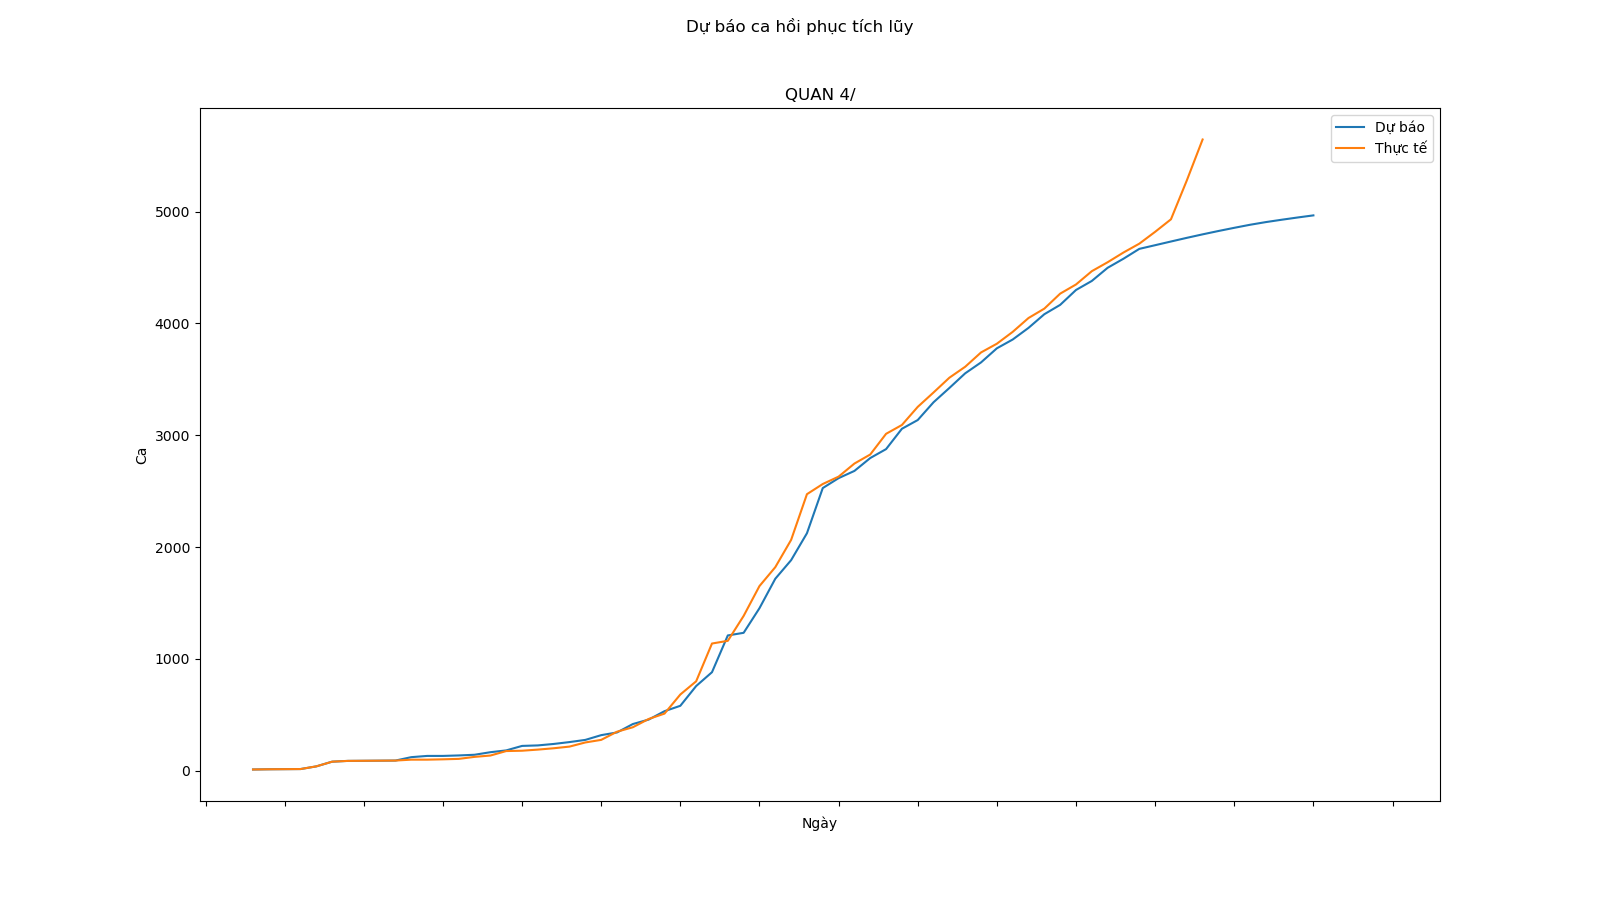 Dự báo ca hồi phục tích lũy
QUAN 4/
Dự báo
Thực tế
5000
4000
3000
2000
1000
0
Ca
Ngày